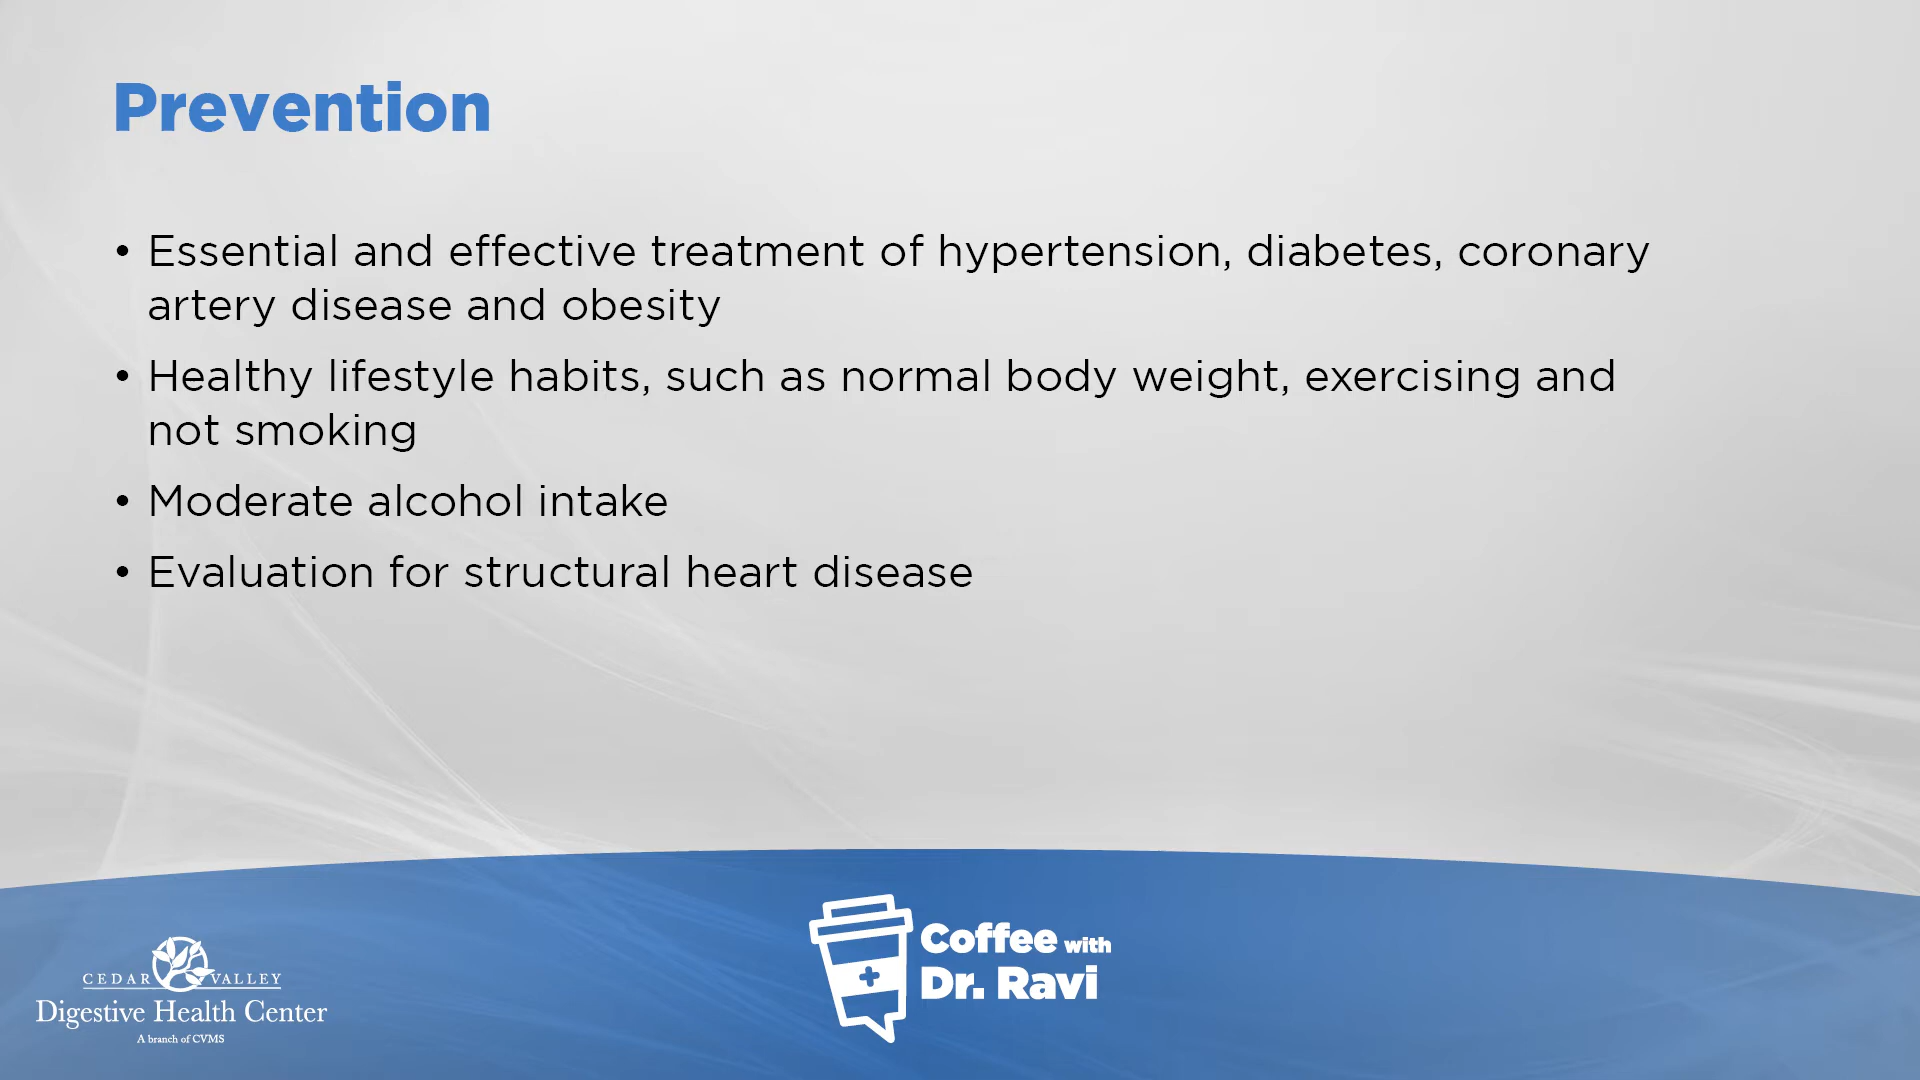 Prevention
• Essential and effective treatment of hypertension, diabetes, coronary
artery disease and obesity
• Healthy lifestyle habits, such as normal body weight, exercising and
not smoking
• Moderate alcohol intake
• Evaluation for structural heart disease
CEDAR VALLEY
Digestive Health Center
A branch of CVMS
Coffee with
Dr. Ravi